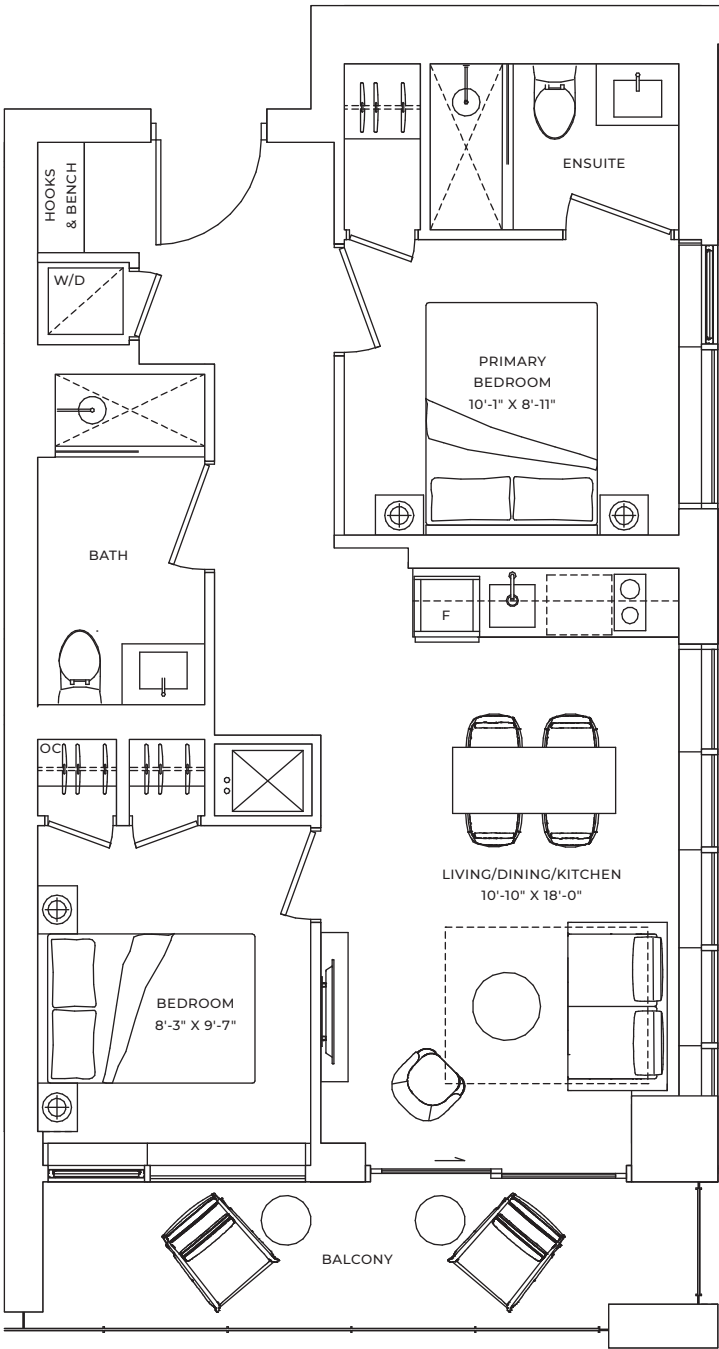 HOOKS
& BENCH
ENSUITE
W/D
PRIMARY
BEDROOM
10'-1" X 8'-11"
BATH
F
OC
LIVING/DINING/KITCHEN
10'-10" X 18'-0"
BEDROOM
8'-3" X 9'-7"
BALCONY